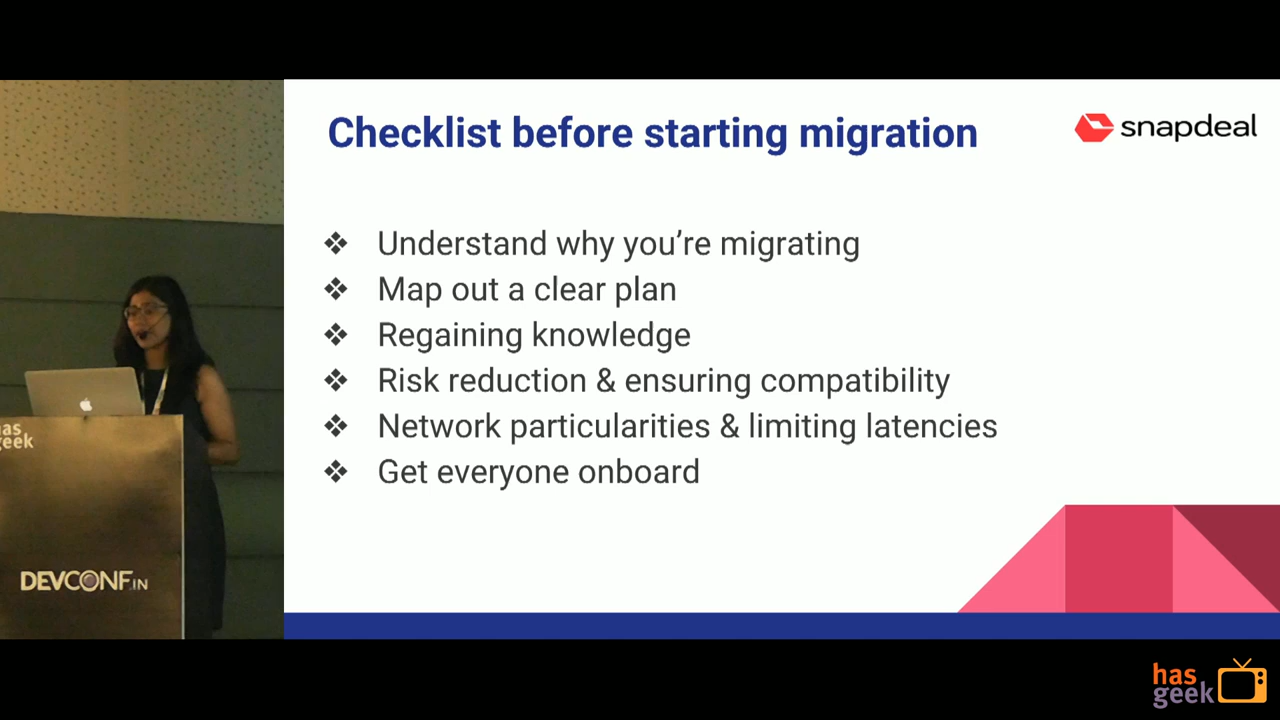 Checklist before starting migration
snapdeal
❖ Understand why you're migrating
❖ Map out a clear plan
❖ Regaining knowledge
❖ Risk reduction & ensuring compatibility
❖ Network particularities & limiting latencies
❖ Get everyone onboard
has
geek
DEVCONF.IN
has
geek